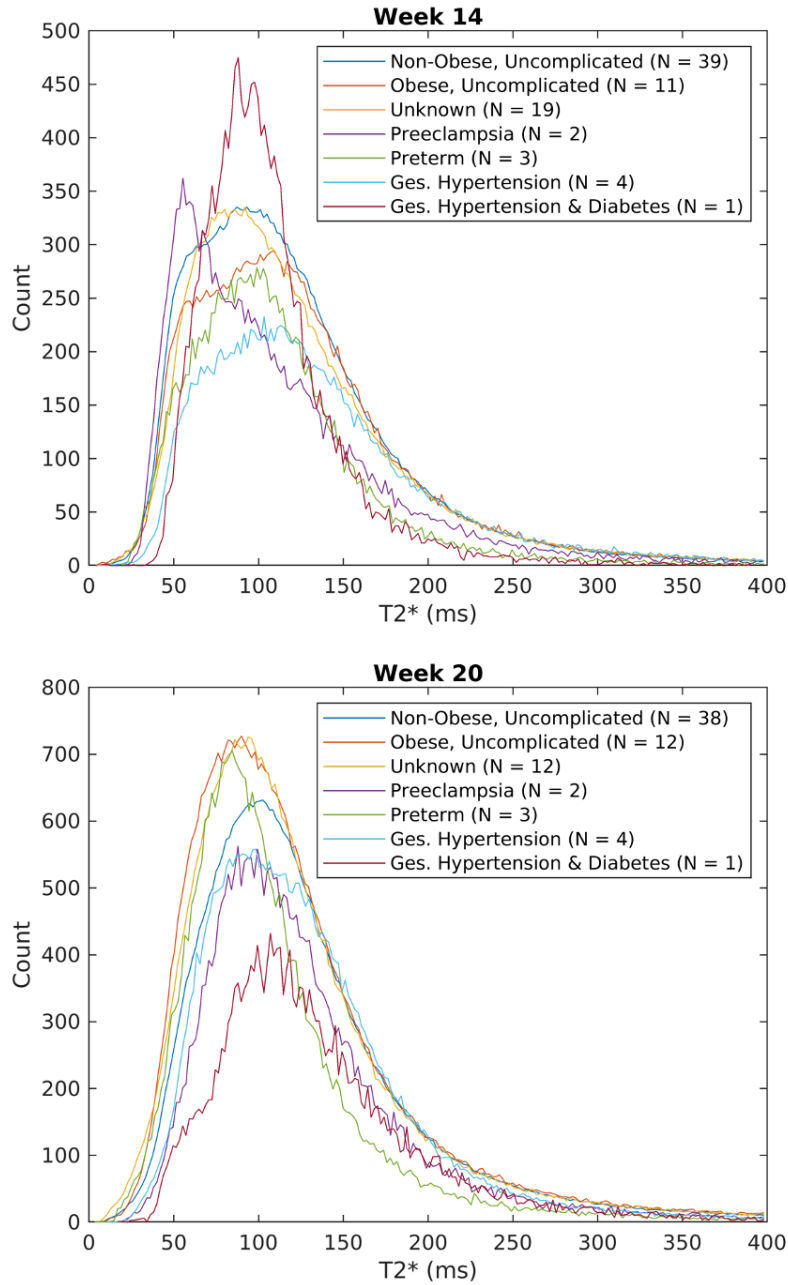 Week 14
500
450
400
350
300
250
200
150
100
50
0
Count
Non-Obese, Uncomplicated (N = 39)
Obese, Uncomplicated (N = 11)
Unknown (N = 19)
Preeclampsia (N = 2)
Preterm (N = 3)
Ges. Hypertension (N = 4)
Ges. Hypertension & Diabetes (N = 1)
0 50 100 150 200 250 300 350 400
T2* (ms)
Week 20
800
700
600
500
400
300
200
100
0
Count
Non-Obese, Uncomplicated (N = 38)
Obese, Uncomplicated (N = 12)
Unknown (N = 12)
Preeclampsia (N = 2)
Preterm (N = 3)
Ges. Hypertension (N = 4)
Ges. Hypertension & Diabetes (N = 1)
0 50 100 150 200 250 300 350 400
T2* (ms)